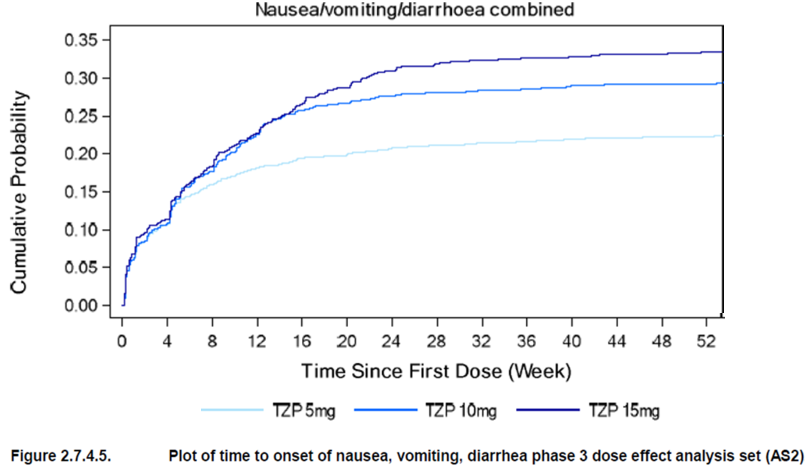 Nausea/vomiting/diarrhoea combined
0.35
0.30
0.25
0.20
0.15
0.10
0.05
0.00
Cumulative Probability
0 4 8 12 16 20 24 28 32 36 40 44 48 52
Time Since First Dose (Week)
TZP 5mg TZP 10mg TZP 15mg
Figure 2.7.4.5. Plot of time to onset of nausea, vomiting, diarrhea phase 3 dose effect analysis set (AS2)